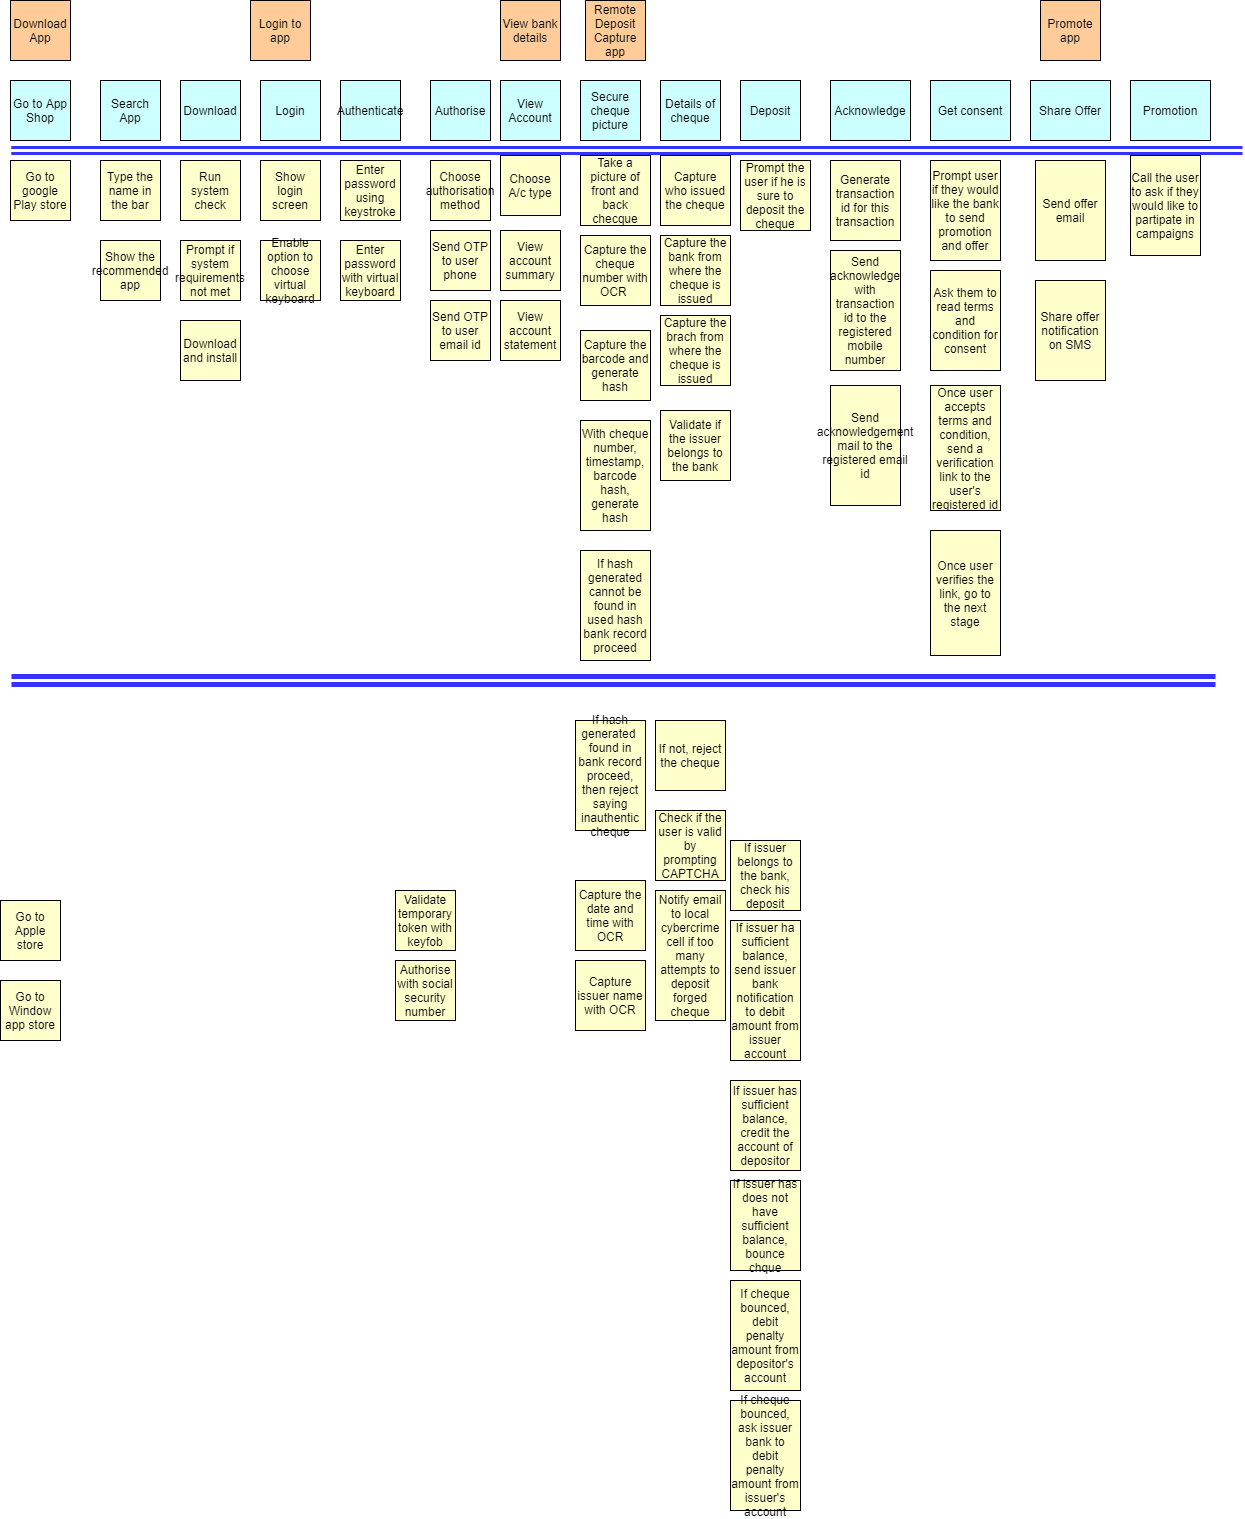 Download
App
Login to
app
View bank
details
Remote
Deposit
Capture
app
Promote
app
Go to App
Shop
Search
App
Download
Login
Authenticate
Authorise
View
Account
Secure
cheque
picture
Details of
cheque
Deposit
Acknowledge
Get consent
Share Offer
Promotion
Go to
google
Play store
Type the
name in
the bar
Run
system
check
Show
login
screen
Enter
password
using
keystroke
Choose
authorisation
method
Choose
A/c type
Take a
picture of
front and
back
checque
Capture
who issued
the cheque
Prompt the
user if he is
sure to
deposit the
cheque
Generate
transaction
id for this
transaction
Prompt user
if they would
like the bank
to send
promotion
and offer
Send offer
email
Call the user
to ask if they
would like to
partipate in
campaigns
Show the
recommended
app
Prompt if
system
requirements
not met
Enable
option to
choose
virtual
keyboard
Enter
password
with virtual
keyboard
Send OTP
to user
phone
View
account
summary
Capture the
cheque
number with
OCR
Capture the
bank from
where the
cheque is
issued
Send
acknowledge
with
transaction
id to the
registered
mobile
number
Ask them to
read terms
and
condition for
consent
Share offer
notification
on SMS
Download
and install
Send OTP
to user
email id
View
account
statement
Capture the
barcode and
generate
hash
Capture the
brach from
where the
cheque is
issued
Send
acknowledgement
mail to the
registered email
id
Once user
accepts
terms and
condition,
send a
verification
link to the
user's
registered id
With cheque
number,
timestamp,
barcode
hash,
generate
hash
Validate if
the issuer
belongs to
the bank
Once user
verifies the
link, go to
the next
stage
If hash
generated
cannot be
found in
used hash
bank record
proceed
If hash
generated
found in
bank record
proceed,
then reject
saying
inauthentic
cheque
If not, reject
the cheque
Check if the
user is valid
by
prompting
CAPTCHA
If issuer
belongs to
the bank,
check his
deposit
Go to
Apple
store
Validate
temporary
token with
keyfob
Capture the
date and
time with
OCR
Notify email
to local
cybercrime
cell if too
many
attempts to
deposit
forged
cheque
If issuer ha
sufficient
balance,
send issuer
bank
notification
to debit
amount from
issuer
account
Go to
Window
app store
Authorise
with social
security
number
Capture
issuer name
with OCR
If issuer has
sufficient
balance,
credit the
account of
depositor
If issuer has
does not
have
sufficient
balance,
bounce
chque
If cheque
bounced,
debit
penalty
amount from
depositor's
account
If cheque
bounced,
ask issuer
bank to
debit
penalty
amount from
issuer's
account